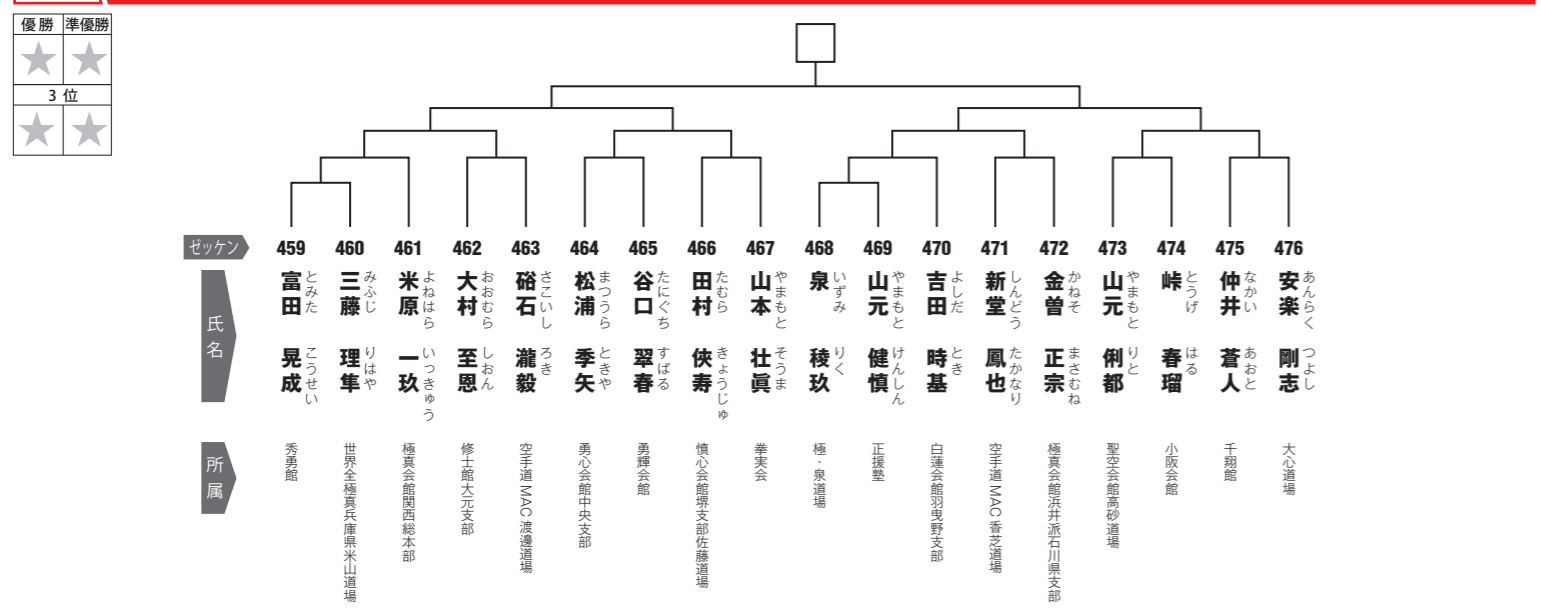 優勝 準優勝
3 位
ゼッケン
459 460 461 462 463 464 465 466 467 468 469 470 471 472 473 474 475 476
氏名
富田 晃成
とみた こうせい
三藤 理隼
みふじ りはや
米原 一玖
よねはら いっきゅう
大村 至恩
おおむら しおん
硲石 瀧毅
さこいし ろき
松浦 季矢
まつうら ときや
谷口 翠春
たにぐち すばる
田村 侠寿
たむら きょうじゅ
山本 壮眞
やまもと そうま
泉 稜玖
いずみ りく
山元 健慎
やまもと けんしん
吉田 時基
よしだ とき
新堂 鳳也
しんどう たかなり
金曽 正宗
かねそ まさむね
山元 俐都
やまもと りと
峠 春瑠
とうげ はる
仲井 蒼人
なかい あおと
安楽 剛志
あんらく つよし
所属
秀勇館
世界全極真兵庫県米山道場
極真会館関西総本部
修士館大元支部
空手道 MAC 渡邊道場
勇心会館中央支部
勇輝会館
慎心会館堺支部佐藤道場
拳実会
極・泉道場
正援塾
白蓮会館羽曳野支部
空手道 MAC 香芝道場
極真会館浜井派石川県支部
聖空会館高砂道場
小阪会館
千翔館
大心道場